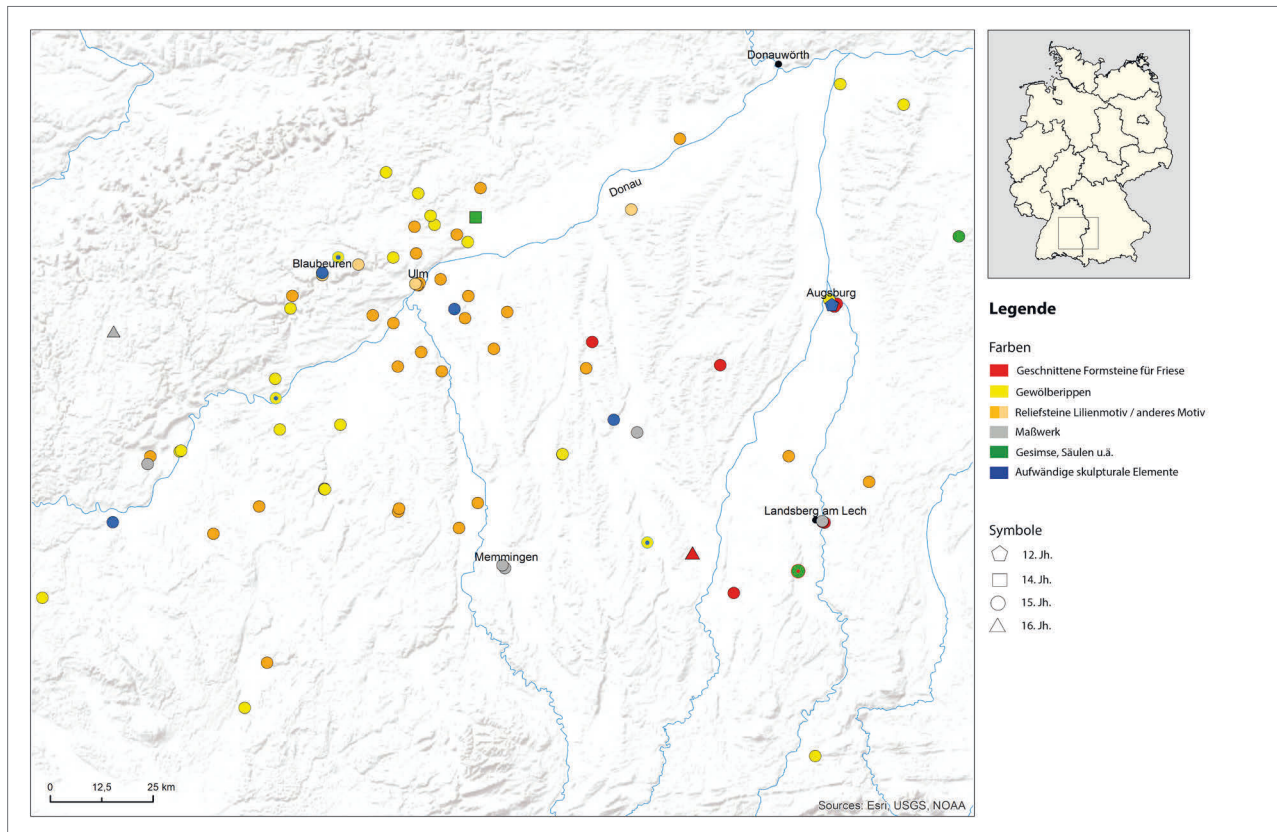 Donauwörth
Donau
Blaubeuren
Ulm
Augsburg
Landsberg am Lech
Memmingen
0 12,5 25 km
Sources: Esri, USGS, NOAA
Legende
Farben
Geschnittene Formsteine für Friese
Gewölberippen
Reliefsteine Lilienmotiv / anderes Motiv
Maßwerk
Gesimse, Säulen u.ä.
Aufwändige skulpturale Elemente
Symbole
12. Jh.
14. Jh.
15. Jh.
16. Jh.